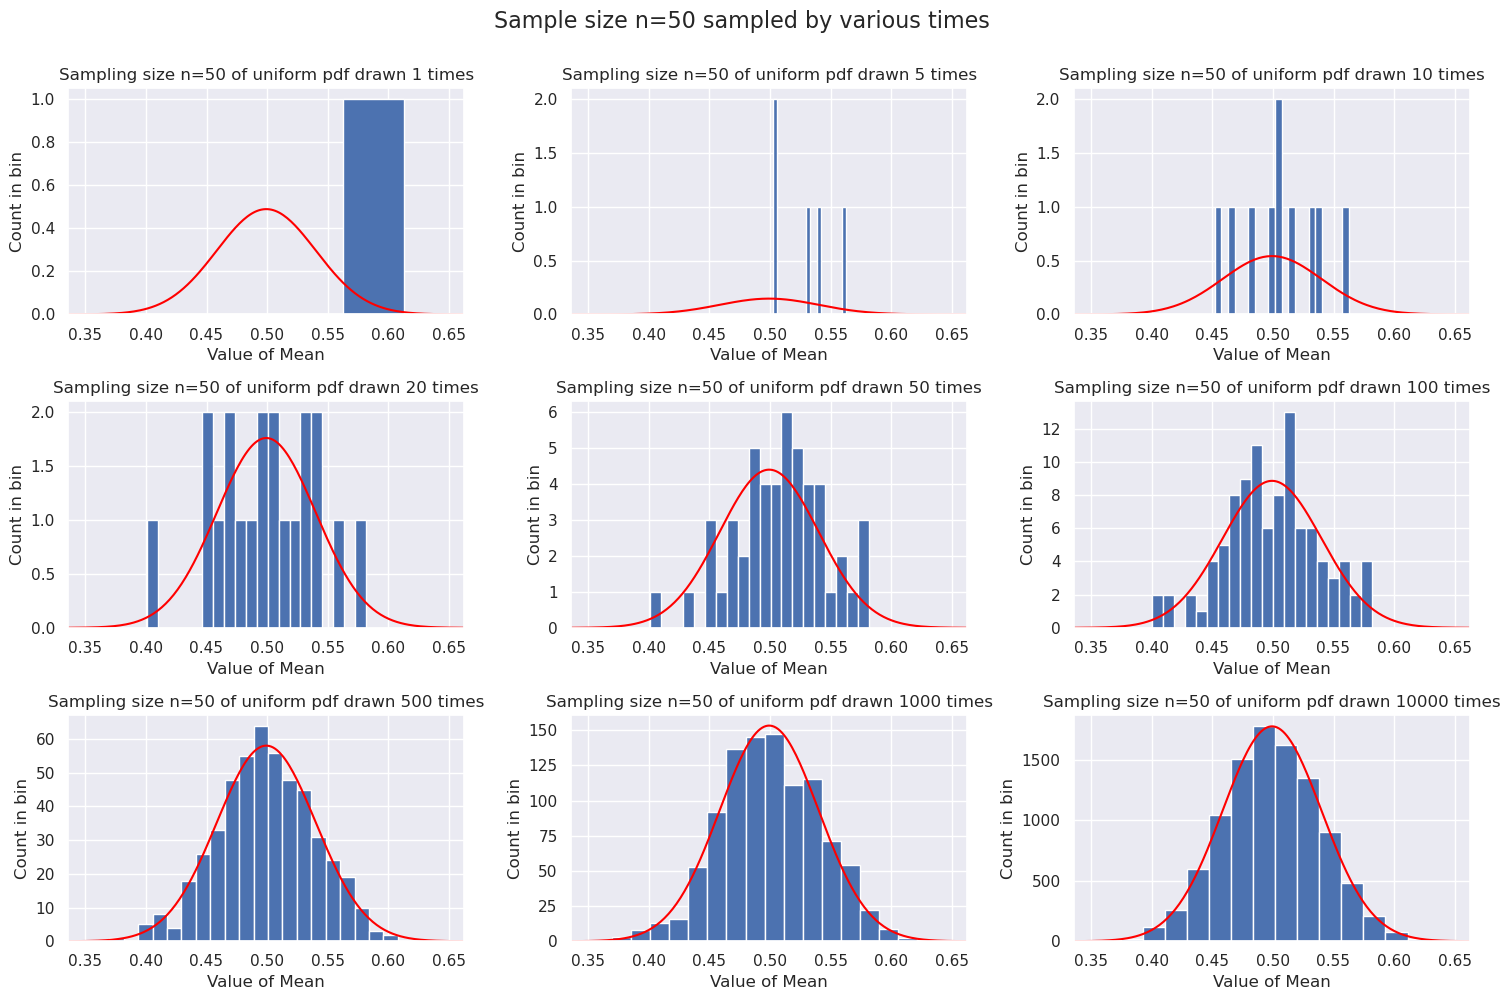 Sample size n=50 sampled by various times
Sampling size n=50 of uniform pdf drawn 1 times
Count in bin
1.0
0.8
0.6
0.4
0.2
0.0
0.35 0.40 0.45 0.50 0.55 0.60 0.65
Value of Mean
Sampling size n=50 of uniform pdf drawn 5 times
Count in bin
2.0
1.5
1.0
0.5
0.0
0.35 0.40 0.45 0.50 0.55 0.60 0.65
Value of Mean
Sampling size n=50 of uniform pdf drawn 10 times
Count in bin
2.0
1.5
1.0
0.5
0.0
0.35 0.40 0.45 0.50 0.55 0.60 0.65
Value of Mean
Sampling size n=50 of uniform pdf drawn 20 times
Count in bin
2.0
1.5
1.0
0.5
0.0
0.35 0.40 0.45 0.50 0.55 0.60 0.65
Value of Mean
Sampling size n=50 of uniform pdf drawn 50 times
Count in bin
6
5
4
3
2
1
0
0.35 0.40 0.45 0.50 0.55 0.60 0.65
Value of Mean
Sampling size n=50 of uniform pdf drawn 100 times
Count in bin
12
10
8
6
4
2
0
0.35 0.40 0.45 0.50 0.55 0.60 0.65
Value of Mean
Sampling size n=50 of uniform pdf drawn 500 times
Count in bin
60
50
40
30
20
10
0
0.35 0.40 0.45 0.50 0.55 0.60 0.65
Value of Mean
Sampling size n=50 of uniform pdf drawn 1000 times
Count in bin
150
125
100
75
50
25
0
0.35 0.40 0.45 0.50 0.55 0.60 0.65
Value of Mean
Sampling size n=50 of uniform pdf drawn 10000 times
Count in bin
1500
1000
500
0
0.35 0.40 0.45 0.50 0.55 0.60 0.65
Value of Mean